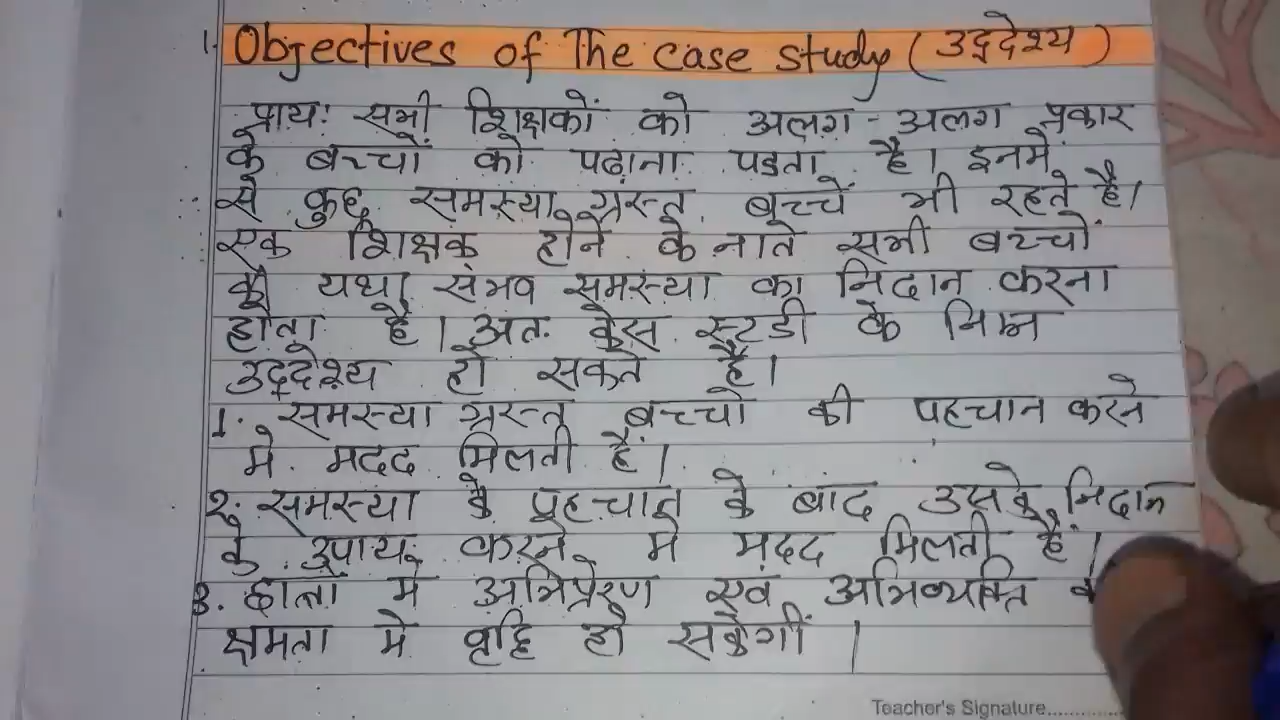 1. Objectives of The case study ( उद्देश्य )
प्रायः सभी शिक्षकों को अलग - अलग प्रकार
के बच्चों को पढ़ाना पडता है। इनमें
से कुछ समस्या ग्रस्त बच्चें भी रहते है।
एक शिक्षक होने के नाते सभी बच्चों
की यथा संभव समस्या का निदान करना
होता है। अतः केस स्टडी के निम्न
उद्देश्य हो सकते हैं।
1. समस्या ग्रस्त बच्चो की पहचान करने
मे मदद मिलती हैं।
2. समस्या के पहचान के बाद उसके निदान
के उपाय करने मे मदद मिलती है।
3. छात्रों मे अभिप्रेरण एवं अभिव्यक्ति
क्षमता मे वृद्धि हो सकेगीं ।
Teacher's Signature...............